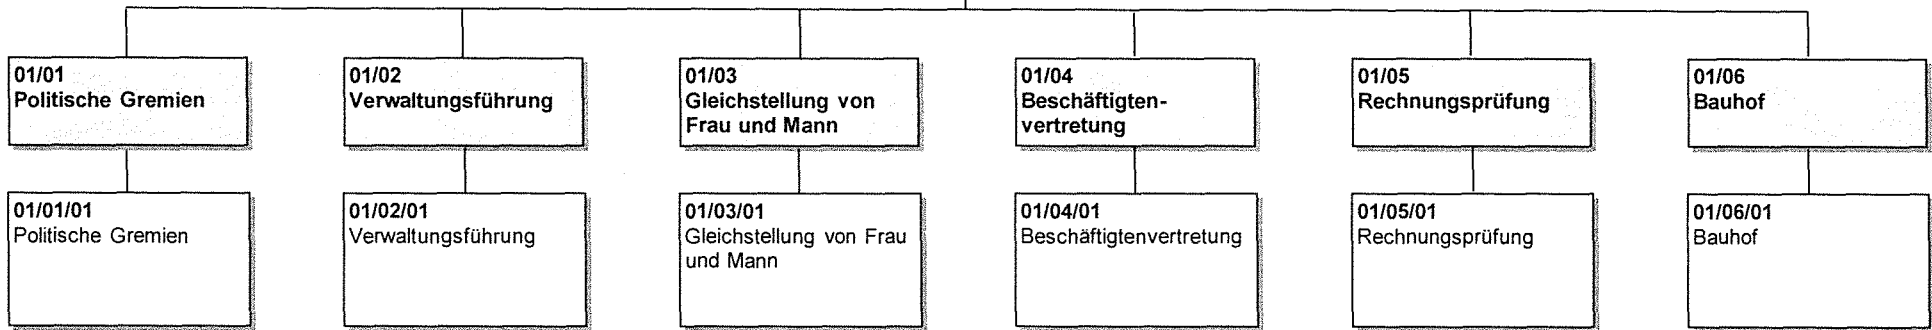 01/01
Politische Gremien
01/02
Verwaltungsführung
01/03
Gleichstellung von
Frau und Mann
01/04
Beschäftigten-
vertretung
01/05
Rechnungsprüfung
01/06
Bauhof
01/01/01
Politische Gremien
01/02/01
Verwaltungsführung
01/03/01
Gleichstellung von Frau
und Mann
01/04/01
Beschäftigtenvertretung
01/05/01
Rechnungsprüfung
01/06/01
Bauhof